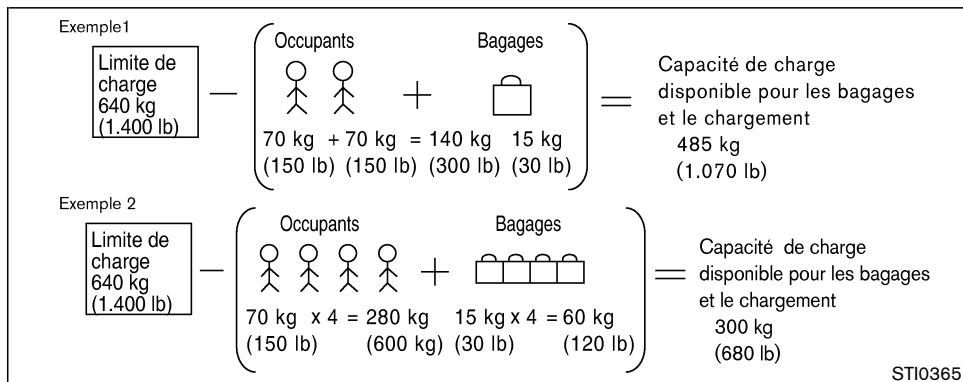 Exemple1
Limite de
charge
640 kg
(1.400 lb)
Occupants
Bagages
70 kg + 70 kg = 140 kg 15 kg
(150 lb) (150 lb) (300 lb) (30 lb)
Capacité de charge
disponible pour les bagages
et le chargement
485 kg
(1.070 lb)
Exemple 2
Limite de
charge
640 kg
(1.400 lb)
Occupants
Bagages
70 kg x 4 = 280 kg 15 kg x 4 = 60 kg
(150 lb) (600 kg) (30 lb) (120 lb)
Capacité de charge
disponible pour les bagages
et le chargement
300 kg
(680 lb)
STI0365